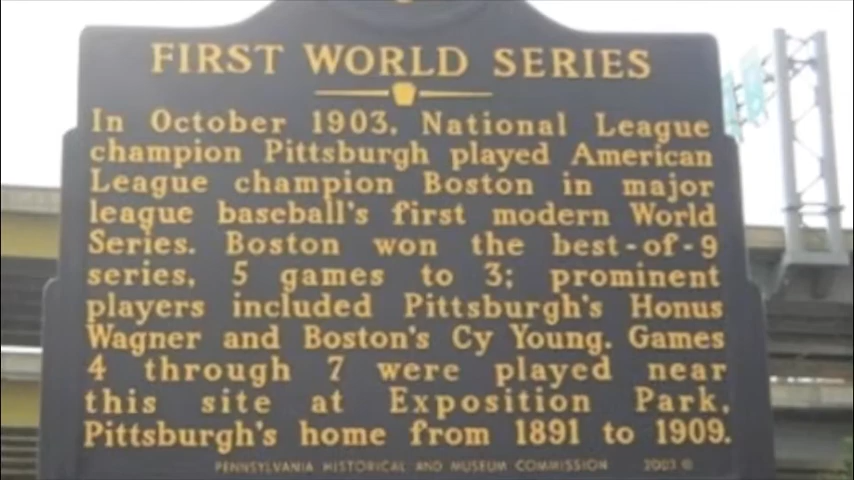 FIRST WORLD SERIES
In October 1903, National League
champion Pittsburgh played American
League champion Boston in major
league baseball's first modern World
Series. Boston won the best-of-9
series, 5 games to 3; prominent
players included Pittsburgh's Honus
Wagner and Boston's Cy Young. Games
4 through 7 were played near
this site at Exposition Park,
Pittsburgh's home from 1891 to 1909.
PENNSYLVANIA HISTORICAL AND MUSEUM COMMISSION 2003 ©